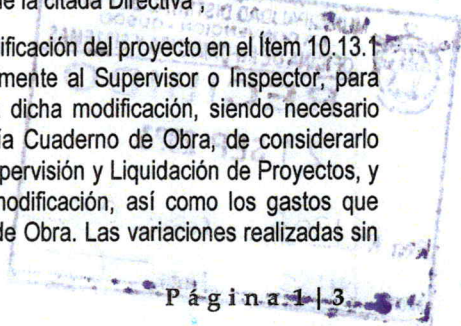 de la citada Directiva ,
ificación del proyecto en el Ítem 10.13.1
mente al Supervisor o Inspector, para
dicha modificación, siendo necesario
ía Cuaderno de Obra, de considerarlo
pervisión y Liquidación de Proyectos, y
modificación, así como los gastos que
de Obra. Las variaciones realizadas sin
Página 1 | 3